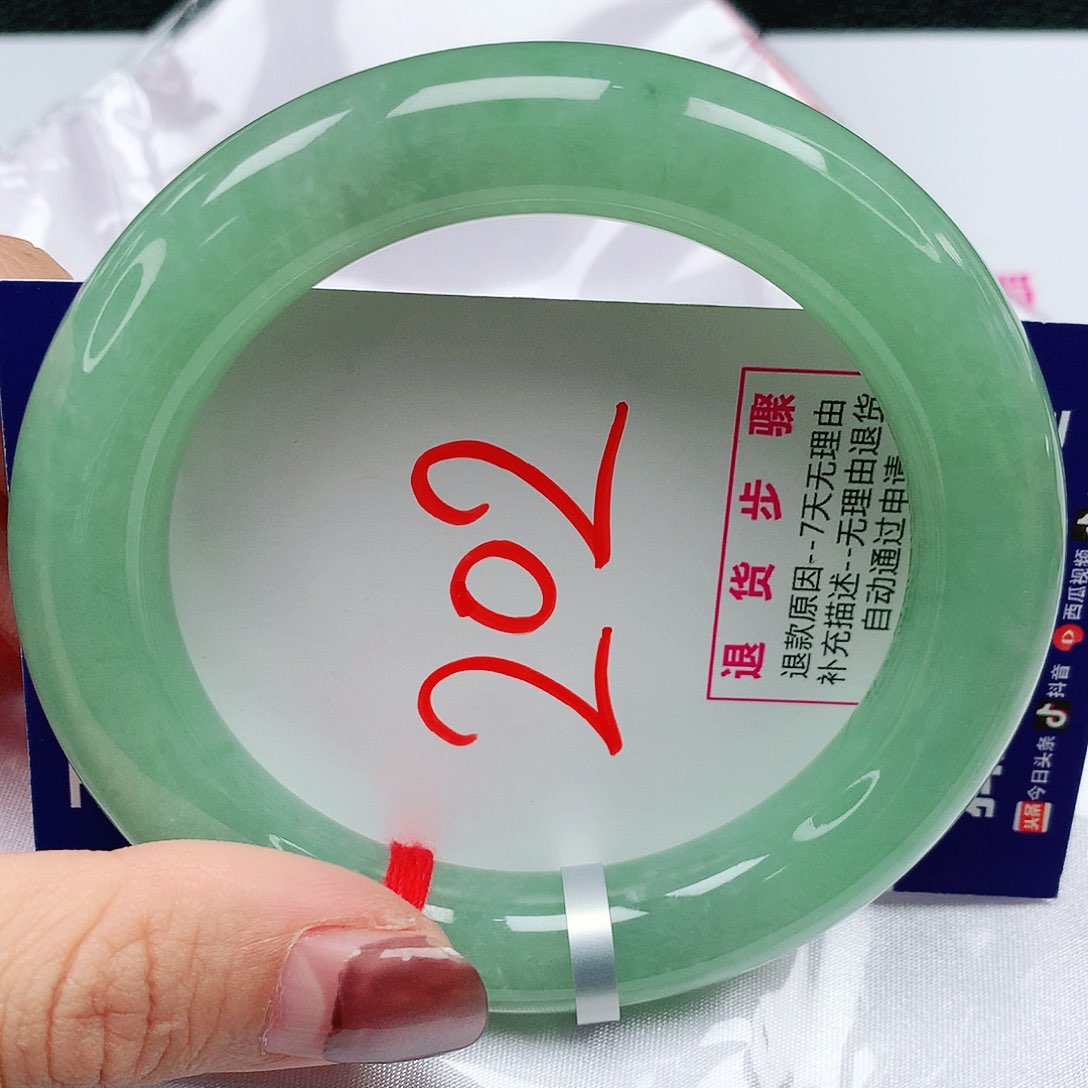 202
退货步骤
退款原因--7天无理由
补充描述--无理由退货
自动通过申请
头条 今日头条 抖音 西瓜视频